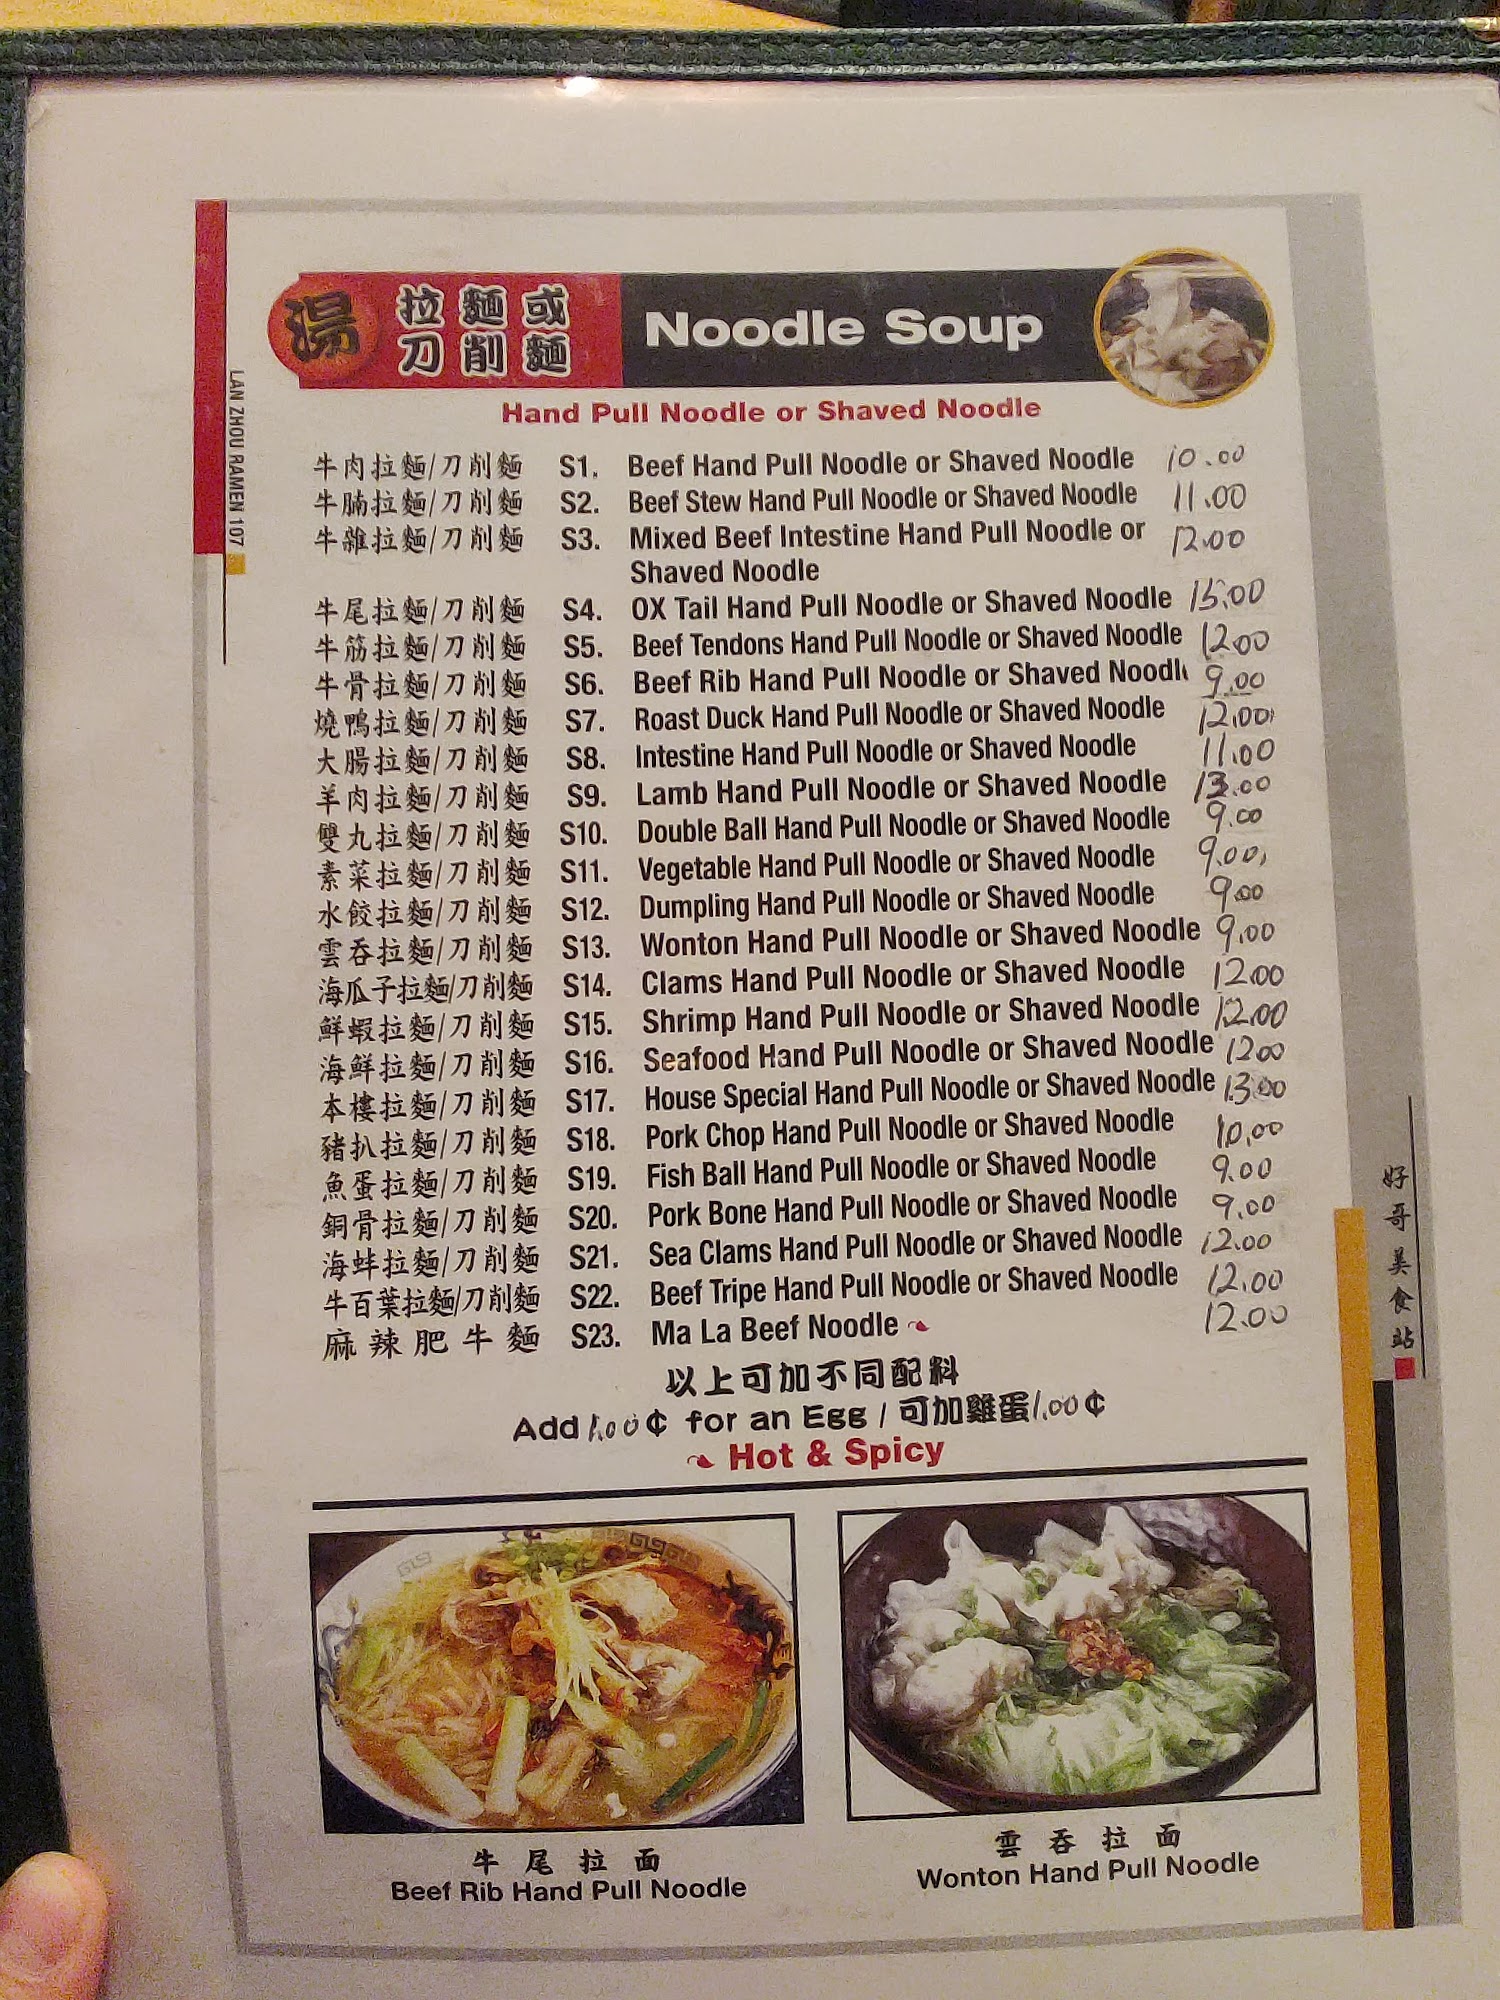 湯 拉麵或 Noodle Soup
刀削麵
Hand Pull Noodle or Shaved Noodle
LAN ZHOU RAMEN 107
牛肉拉麵/刀削麵 S1. Beef Hand Pull Noodle or Shaved Noodle 10.00
牛腩拉麵/刀削麵 S2. Beef Stew Hand Pull Noodle or Shaved Noodle 11.00
牛雜拉麵/刀削麵 S3. Mixed Beef Intestine Hand Pull Noodle or 12.00
Shaved Noodle
牛尾拉麵/刀削麵 S4. OX Tail Hand Pull Noodle or Shaved Noodle 15.00
牛筋拉麵/刀削麵 S5. Beef Tendons Hand Pull Noodle or Shaved Noodle 12.00
牛骨拉麵/刀削麵 S6. Beef Rib Hand Pull Noodle or Shaved Noodle 9.00
燒鴨拉麵/刀削麵 S7. Roast Duck Hand Pull Noodle or Shaved Noodle 12.00
大腸拉麵/刀削麵 S8. Intestine Hand Pull Noodle or Shaved Noodle 11.00
羊肉拉麵/刀削麵 S9. Lamb Hand Pull Noodle or Shaved Noodle 13.00
雙丸拉麵/刀削麵 S10. Double Ball Hand Pull Noodle or Shaved Noodle 9.00
素菜拉麵/刀削麵 S11. Vegetable Hand Pull Noodle or Shaved Noodle 9.00
水餃拉麵/刀削麵 S12. Dumpling Hand Pull Noodle or Shaved Noodle 9.00
雲吞拉麵/刀削麵 S13. Wonton Hand Pull Noodle or Shaved Noodle 9.00
海瓜子拉麵/刀削麵 S14. Clams Hand Pull Noodle or Shaved Noodle 12.00
鮮蝦拉麵/刀削麵 S15. Shrimp Hand Pull Noodle or Shaved Noodle 12.00
海鮮拉麵/刀削麵 S16. Seafood Hand Pull Noodle or Shaved Noodle 12.00
本樓拉麵/刀削麵 S17. House Special Hand Pull Noodle or Shaved Noodle 13.00
豬扒拉麵/刀削麵 S18. Pork Chop Hand Pull Noodle or Shaved Noodle 10.00
魚蛋拉麵/刀削麵 S19. Fish Ball Hand Pull Noodle or Shaved Noodle 9.00
銅骨拉麵/刀削麵 S20. Pork Bone Hand Pull Noodle or Shaved Noodle 9.00
海蚌拉麵/刀削麵 S21. Sea Clams Hand Pull Noodle or Shaved Noodle 12.00
牛百葉拉麵/刀削麵 S22. Beef Tripe Hand Pull Noodle or Shaved Noodle 12.00
麻辣肥牛麵 S23. Ma La Beef Noodle 12.00
以上可加不同配料
Add 1.00¢ for an Egg / 可加雞蛋1.00¢
Hot & Spicy
好哥美食站
牛尾拉面
Beef Rib Hand Pull Noodle
雲吞拉面
Wonton Hand Pull Noodle